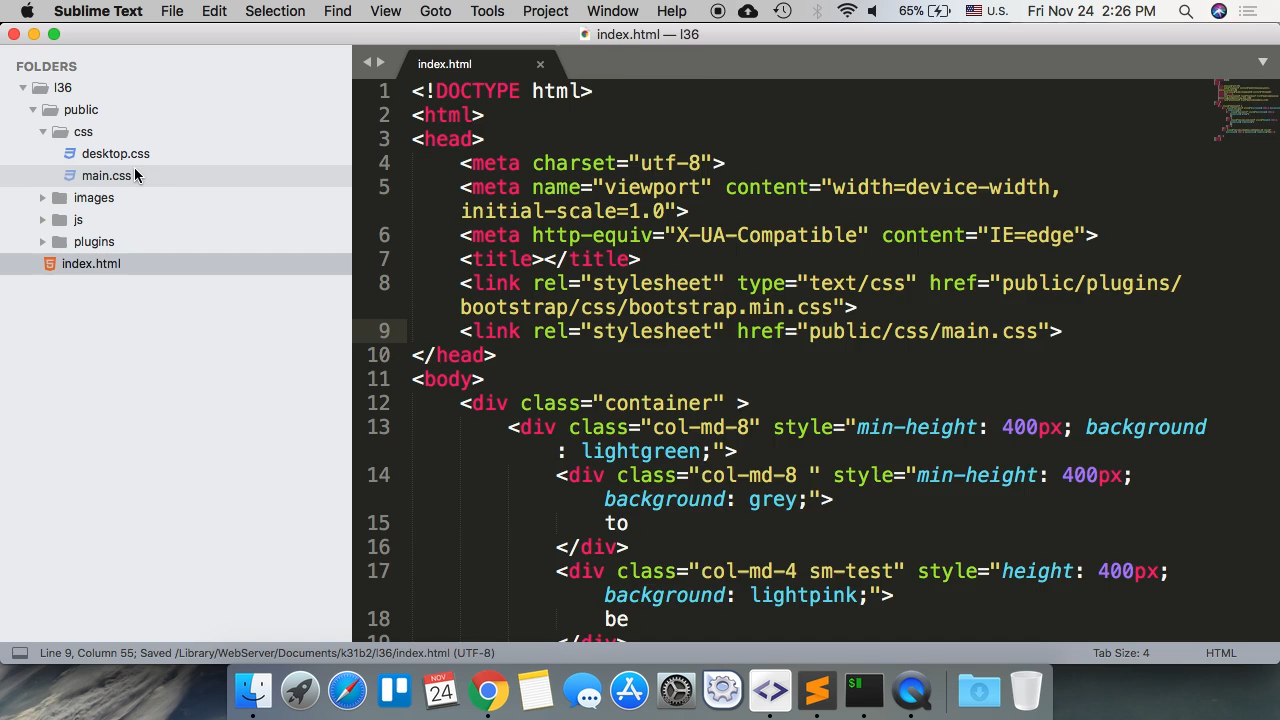 Sublime Text File Edit Selection Find View Goto Tools Project Window Help 65% U.S. Fri Nov 24 2:26 PM
index.html — l36
FOLDERS
l36
public
css
desktop.css
main.css
images
js
plugins
index.html
index.html ×
1 <!DOCTYPE html>
2 <html>
3 <head>
4 <meta charset="utf-8">
5 <meta name="viewport" content="width=device-width,
initial-scale=1.0">
6 <meta http-equiv="X-UA-Compatible" content="IE=edge">
7 <title></title>
8 <link rel="stylesheet" type="text/css" href="public/plugins/
bootstrap/css/bootstrap.min.css">
9 <link rel="stylesheet" href="public/css/main.css">
10 </head>
11 <body>
12 <div class="container" >
13 <div class="col-md-8" style="min-height: 400px; background
: lightgreen;">
14 <div class="col-md-8 " style="min-height: 400px;
background: grey;">
15 to
16 </div>
17 <div class="col-md-4 sm-test" style="height: 400px;
background: lightpink;">
18 be
19 </div>
Line 9, Column 55; Saved /Library/WebServer/Documents/k31b2/l36/index.html (UTF-8) Tab Size: 4 HTML
NOV
24